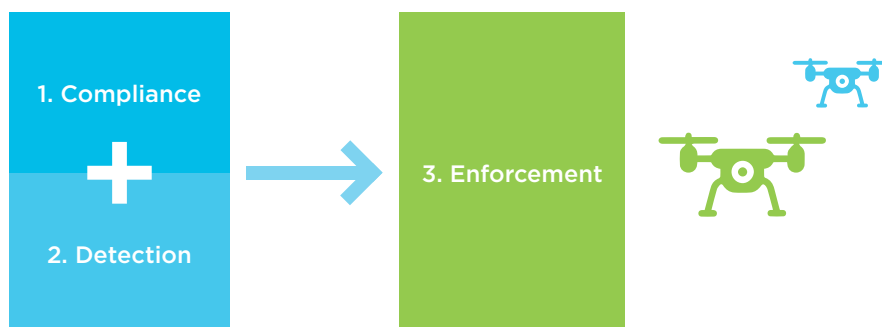 1. Compliance
2. Detection
3. Enforcement